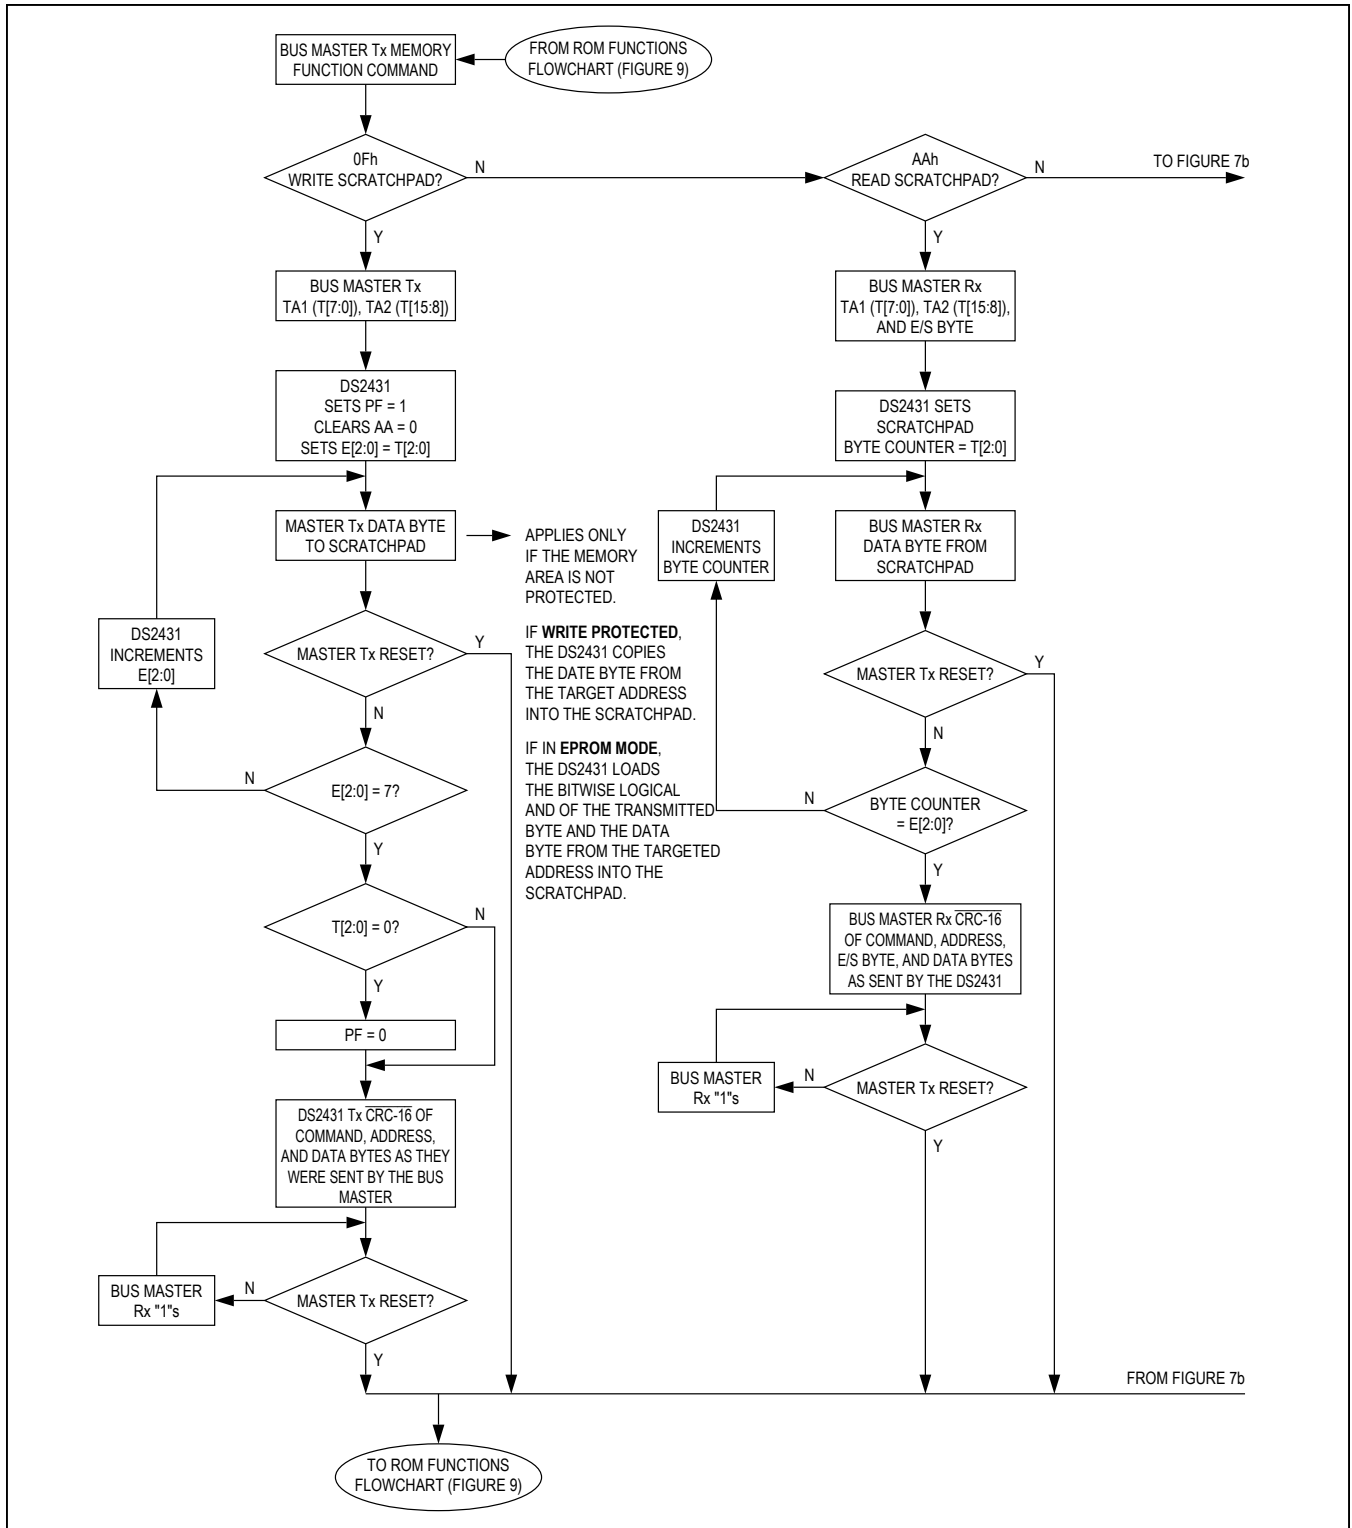 BUS MASTER Tx MEMORY
FUNCTION COMMAND
FROM ROM FUNCTIONS
FLOWCHART (FIGURE 9)
0Fh
WRITE SCRATCHPAD?
N
Y
AAh
READ SCRATCHPAD?
N
TO FIGURE 7b
Y
BUS MASTER Tx
TA1 (T[7:0]), TA2 (T[15:8])
DS2431
SETS PF = 1
CLEARS AA = 0
SETS E[2:0] = T[2:0]
MASTER Tx DATA BYTE
TO SCRATCHPAD
APPLIES ONLY
IF THE MEMORY
AREA IS NOT
PROTECTED.
IF WRITE PROTECTED,
THE DS2431 COPIES
THE DATE BYTE FROM
THE TARGET ADDRESS
INTO THE SCRATCHPAD.
IF IN EPROM MODE,
THE DS2431 LOADS
THE BITWISE LOGICAL
AND OF THE TRANSMITTED
BYTE AND THE DATA
BYTE FROM THE TARGETED
ADDRESS INTO THE
SCRATCHPAD.
DS2431
INCREMENTS
E[2:0]
MASTER Tx RESET?
Y
N
E[2:0] = 7?
N
Y
T[2:0] = 0?
N
Y
PF = 0
DS2431 Tx CRC-16 OF
COMMAND, ADDRESS,
AND DATA BYTES AS THEY
WERE SENT BY THE BUS
MASTER
BUS MASTER
Rx "1"s
N
MASTER Tx RESET?
Y
BUS MASTER Rx
TA1 (T[7:0]), TA2 (T[15:8]),
AND E/S BYTE
DS2431 SETS
SCRATCHPAD
BYTE COUNTER = T[2:0]
DS2431
INCREMENTS
BYTE COUNTER
BUS MASTER Rx
DATA BYTE FROM
SCRATCHPAD
MASTER Tx RESET?
Y
N
BYTE COUNTER
= E[2:0]?
N
Y
BUS MASTER Rx CRC-16
OF COMMAND, ADDRESS,
E/S BYTE, AND DATA BYTES
AS SENT BY THE DS2431
BUS MASTER
Rx "1"s
N
MASTER Tx RESET?
Y
FROM FIGURE 7b
TO ROM FUNCTIONS
FLOWCHART (FIGURE 9)